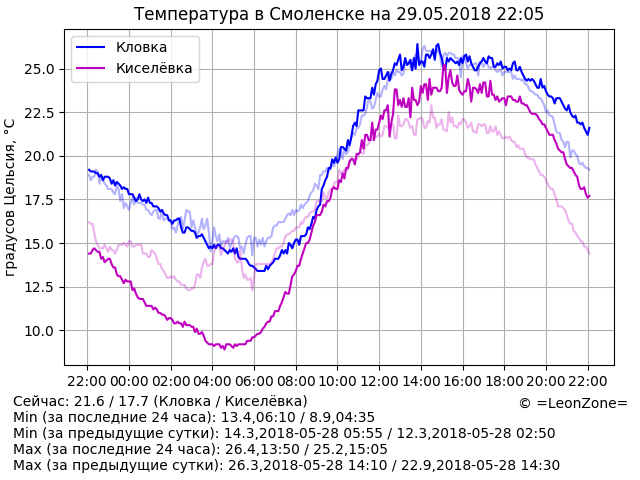 Температура в Смоленске на 29.05.2018 22:05
Кловка
Киселёвка
градусов Цельсия, °C
25.0
22.5
20.0
17.5
15.0
12.5
10.0
22:00 00:00 02:00 04:00 06:00 08:00 10:00 12:00 14:00 16:00 18:00 20:00 22:00
Сейчас: 21.6 / 17.7 (Кловка / Киселёвка)
© =LeonZone=
Min (за последние 24 часа): 13.4,06:10 / 8.9,04:35
Min (за предыдущие сутки): 14.3,2018-05-28 05:55 / 12.3,2018-05-28 02:50
Max (за последние 24 часа): 26.4,13:50 / 25.2,15:05
Max (за предыдущие сутки): 26.3,2018-05-28 14:10 / 22.9,2018-05-28 14:30